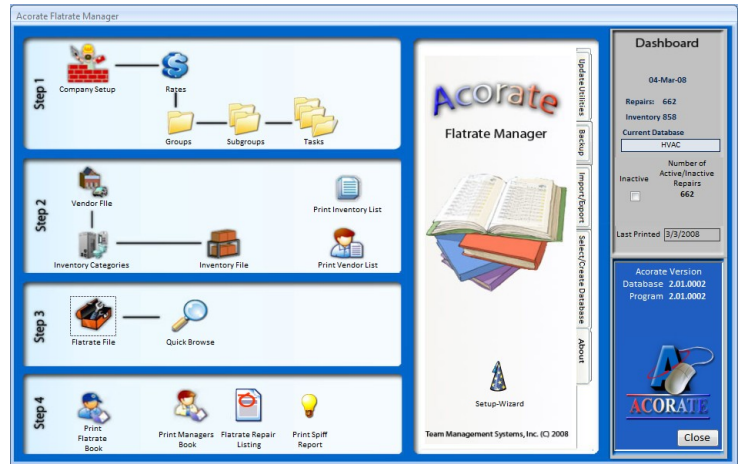 Acorate Flatrate Manager
Step 1
Company Setup
Rates
Groups
Subgroups
Tasks
Step 2
Vendor File
Print Inventory List
Inventory Categories
Inventory File
Print Vendor List
Step 3
Flatrate File
Quick Browse
Step 4
Print
Flatrate
Book
Print Managers
Book
Flatrate Repair
Listing
Print Spiff
Report
Acorate
Flatrate Manager
Setup-Wizard
Team Management Systems, Inc. (C) 2008
Update Utilities
Backup
Import/Export
Select/Create Database
About
Dashboard
04-Mar-08
Repairs: 662
Inventory 858
Current Database
HVAC
Inactive
Number of
Active/Inactive
Repairs
662
Last Printed 3/3/2008
Acorate Version
Database 2.01.0002
Program 2.01.0002
ACORATE
Close